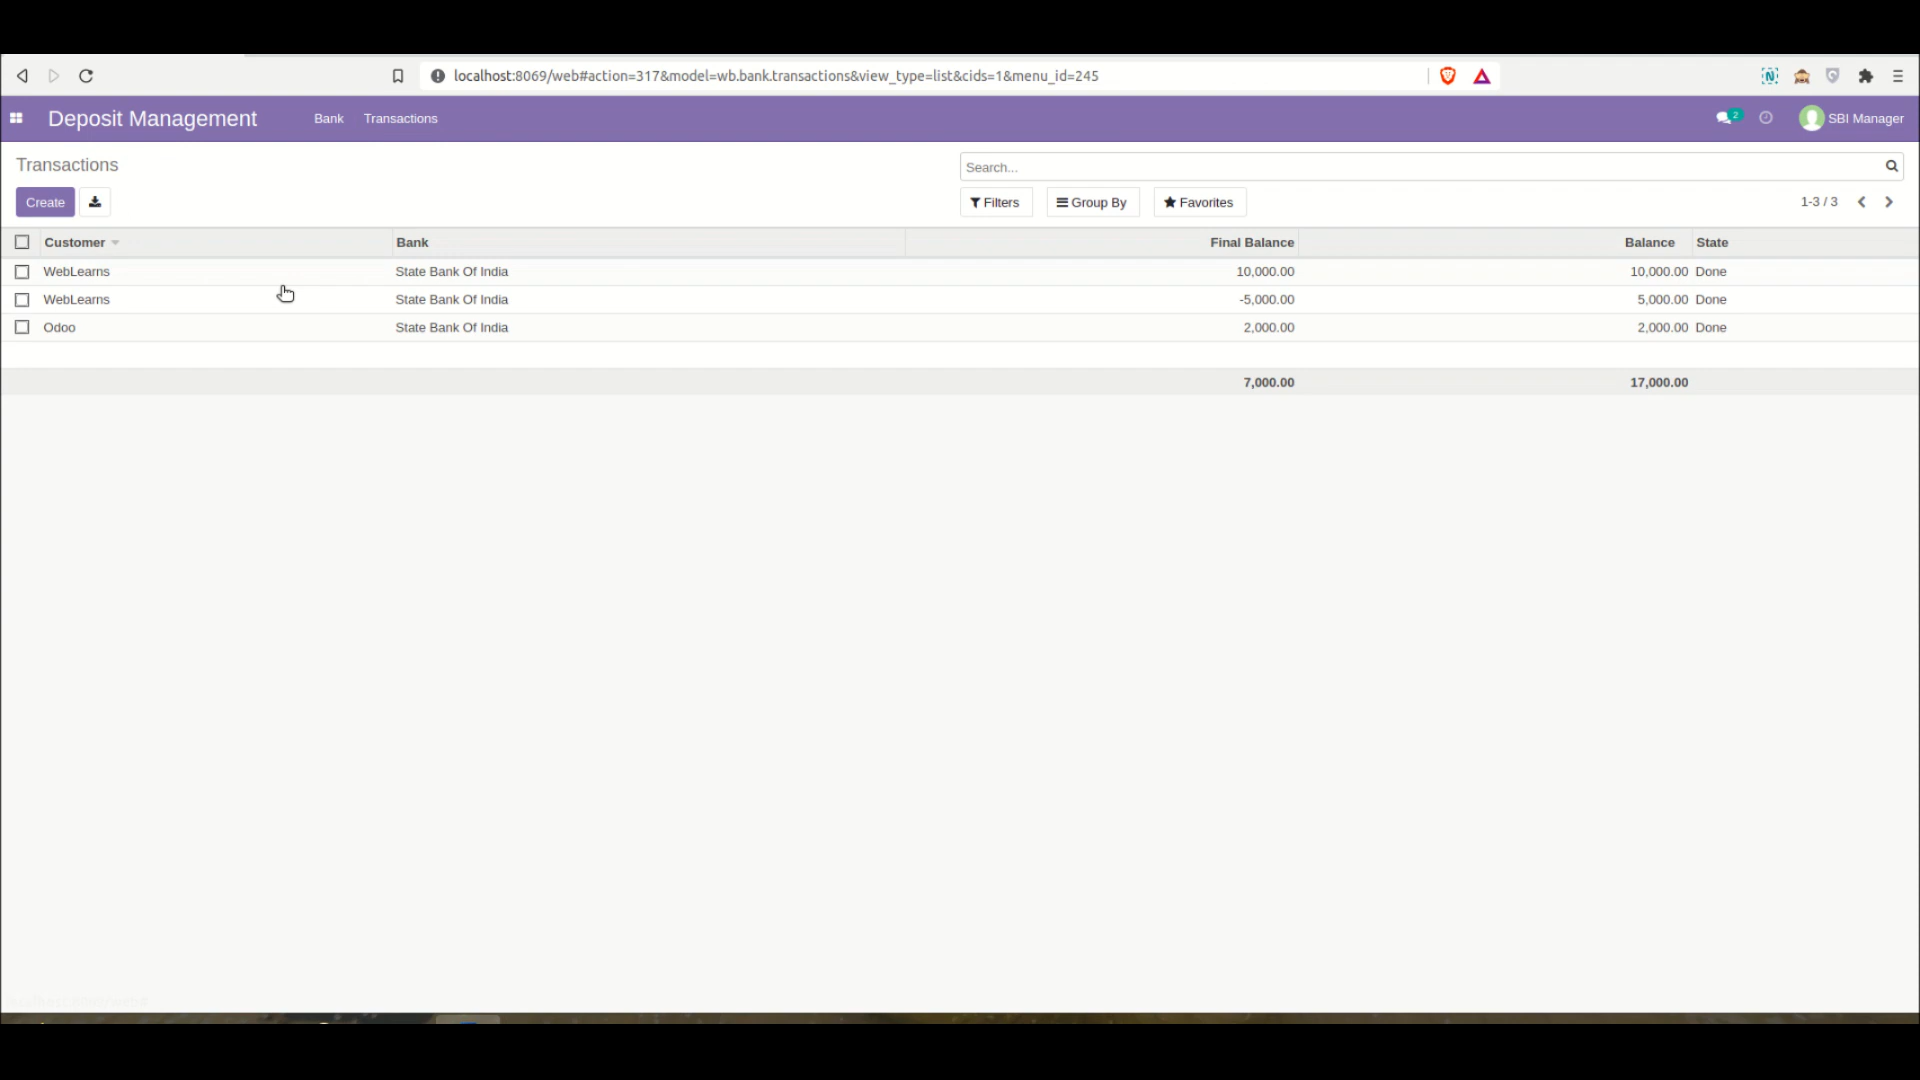 localhost:8069/web#action=317&model=wb.bank.transactions&view_type=list&cids=1&menu_id=245
N
Deposit Management Bank Transactions 2 SBI Manager
Transactions Search...
Create Filters Group By Favorites 1-3 / 3
Customer Bank Final Balance Balance State
WebLearns State Bank Of India 10,000.00 10,000.00 Done
WebLearns State Bank Of India -5,000.00 5,000.00 Done
Odoo State Bank Of India 2,000.00 2,000.00 Done
7,000.00 17,000.00